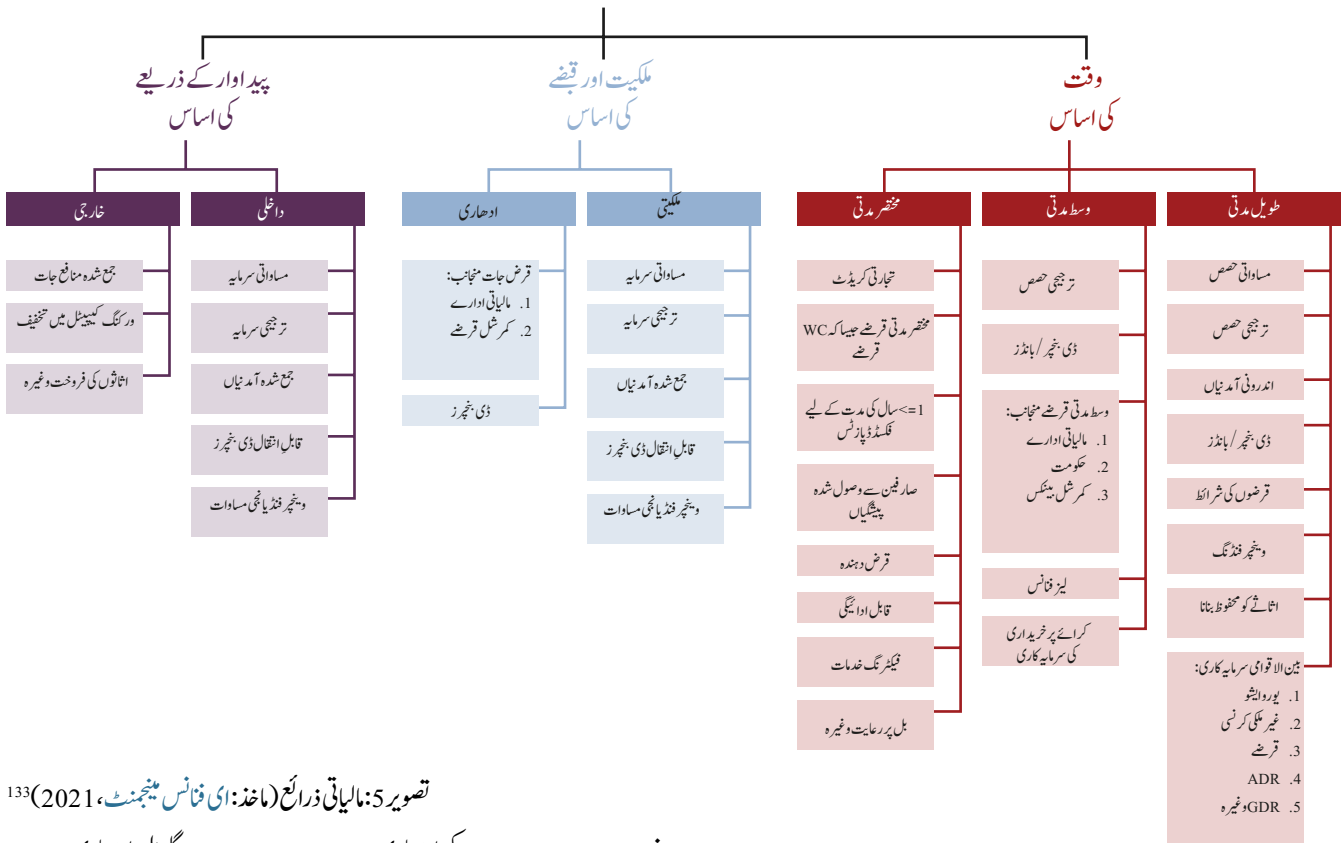 وقت
کی اساس
ملکیت اور قبضے
کی اساس
پیداوار کے ذریعے
کی اساس
طویل مدتی
مساواتی حصص
ترجیحی حصص
اندرونی آمدنیاں
ڈی بنچر /بانڈز
قرضوں کی شرائط
وینچر فنڈنگ
اثاثے کو محفوظ بنانا
بین الاقوامی سرمایہ کاری:
1. یوروایشو
2. غیر ملکی کرنسی
3. قرضے
4. ADR
5. GDRوغیرہ
وسط مدتی
ترجیحی حصص
ڈی بنچر /بانڈز
وسط مدتی قرضے منجانب:
1. مالیاتی ادارے
2. حکومت
3. کمرشل بینکس
لیز فنانس
کرائے پر خریداری
کی سرمایہ کاری
مختصر مدتی
تجارتی کریڈٹ
مختصر مدتی قرضے جیسا کہ WC
قرضے
1=>سال کی مدت کے لیے
فکسڈ ڈپازٹس
صارفین سے وصول شدہ
پیشگیاں
قرض دہندہ
قابل ادائیگی
فیکٹرنگ خدمات
بل پر رعایت وغیرہ
ملکیتی
مساواتی سرمایہ
ترجیحی سرمایہ
جمع شدہ آمدنیاں
قابلِ انتقال ڈی بنچرز
وینچر فنڈ یا نجی مساوات
ادھاری
قرض جات منجانب:
1. مالیاتی ادارے
2. کمرشل قرضے
ڈی بنچرز
داخلی
مساواتی سرمایہ
ترجیحی سرمایہ
جمع شدہ آمدنیاں
قابلِ انتقال ڈی بنچرز
وینچر فنڈ یا نجی مساوات
خارجی
جمع شدہ منافع جات
ورکنگ کیپیٹل میں تخفیف
اثاثوں کی فروخت وغیرہ
تصویر 5:مالیاتی ذرائع (ماخذ: ای فنانس مینجمنٹ، 2021)133